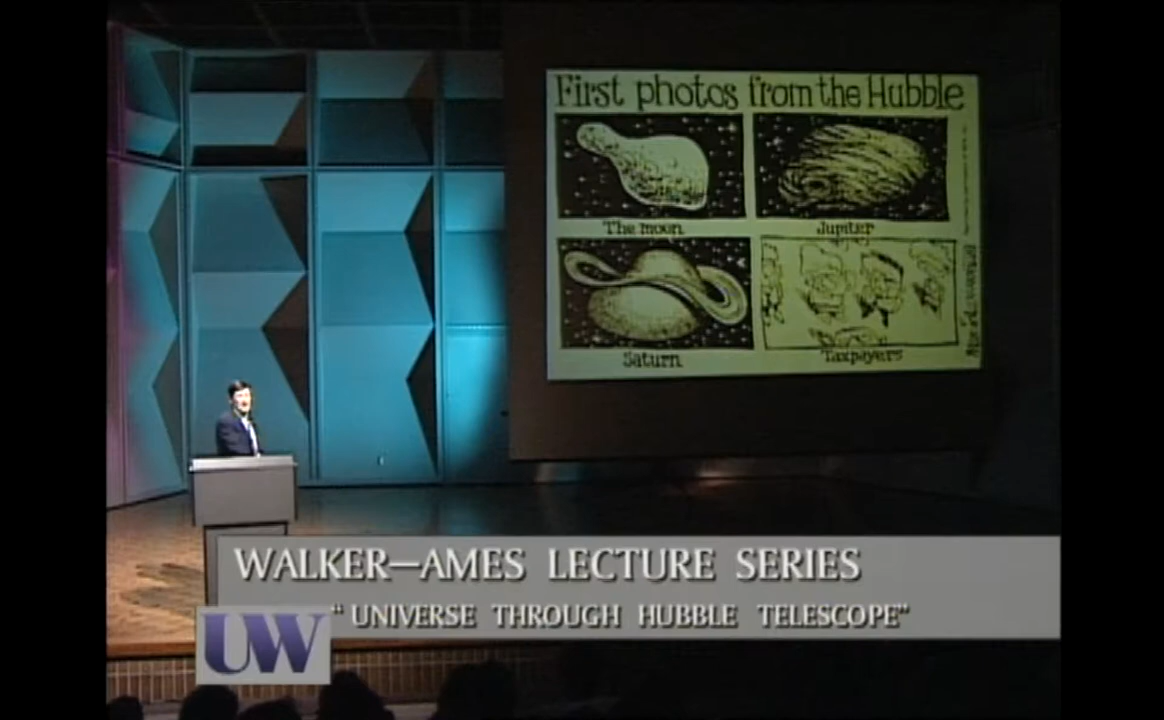 First photos from the Hubble
The moon
Jupiter
Saturn
Taxpayers
WALKER—AMES LECTURE SERIES
"UNIVERSE THROUGH HUBBLE TELESCOPE"
UW